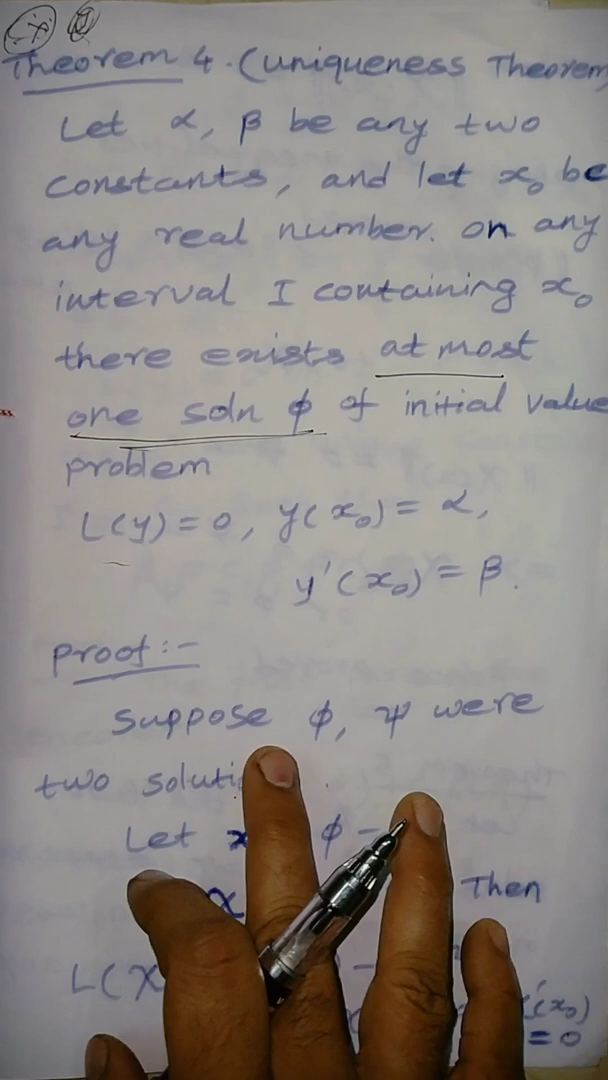 Theorem 4. (Uniqueness Theorem)
Let α, β be any two
constants, and let x₀ be
any real number. on any
interval I containing x₀
there exists at most
one soln φ of initial value
problem
L(y) = 0, y(x₀) = α,
y'(x₀) = β.
Proof :-
Suppose φ, ψ were
two
Let φ -
Then
L(χ
(x₀)
= 0